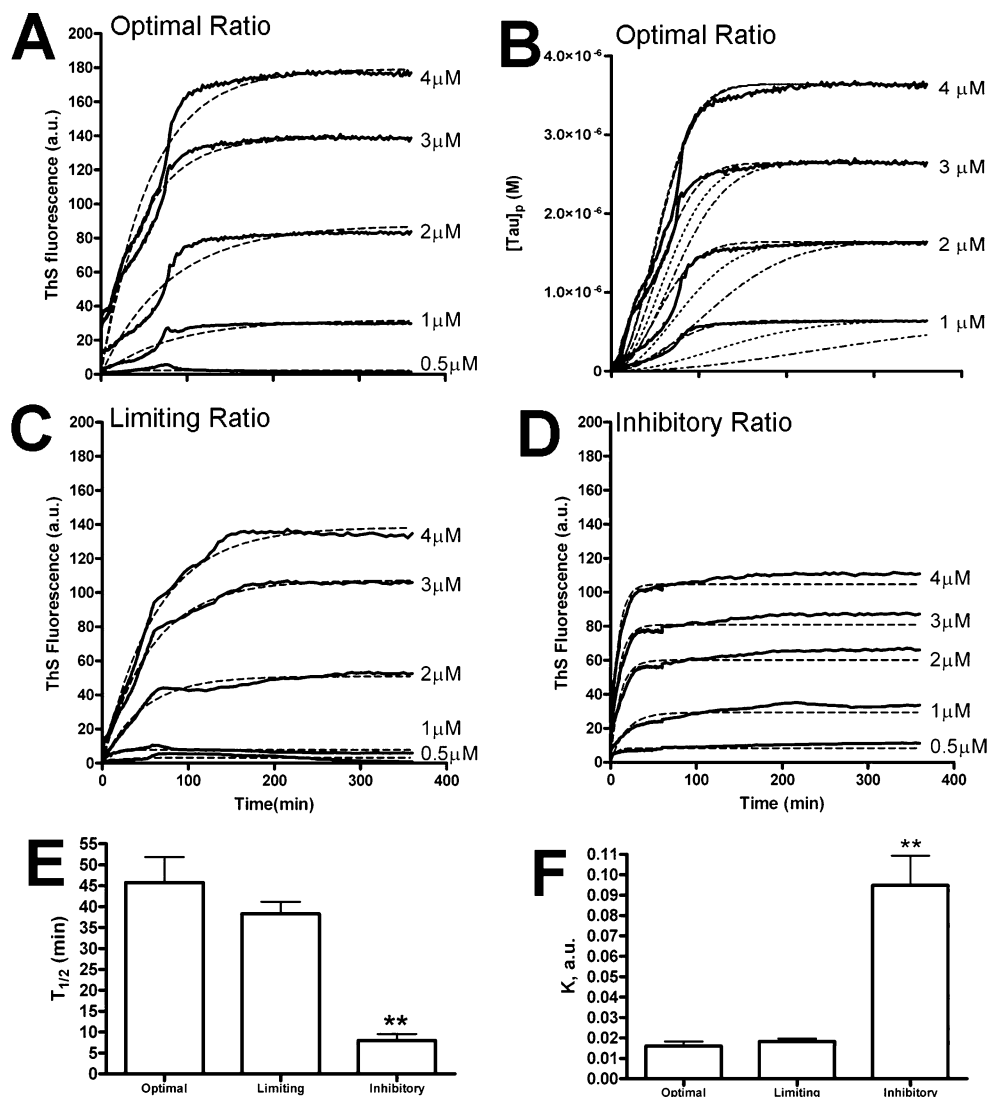 A Optimal Ratio
200
180
160
140
120
100
80
60
40
20
0
ThS fluorescence (a.u.)
4μM
3μM
2μM
1μM
0.5μM
B Optimal Ratio
4.0×10⁻⁶
3.0×10⁻⁶
2.0×10⁻⁶
1.0×10⁻⁶
0
[Tau]p (M)
4 μM
3 μM
2 μM
1 μM
C Limiting Ratio
200
180
160
140
120
100
80
60
40
20
0
ThS Fluorescence (a.u.)
4μM
3μM
2μM
1μM
0.5μM
0 100 200 300 400
Time(min)
D Inhibitory Ratio
200
180
160
140
120
100
80
60
40
20
0
ThS Fluorescence (a.u.)
4μM
3μM
2μM
1μM
0.5μM
0 100 200 300 400
Time (min)
E
55
50
45
40
35
30
25
20
15
10
5
0
T1/2 (min)
**
Optimal Limiting Inhibitory
F
0.11
0.10
0.09
0.08
0.07
0.06
0.05
0.04
0.03
0.02
0.01
0.00
K, a.u.
**
Optimal Limiting Inhibitory